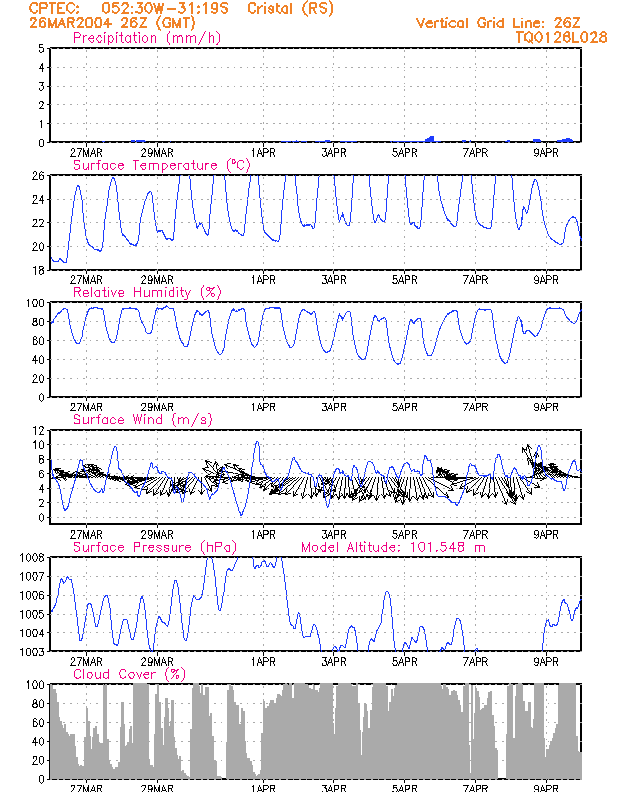 CPTEC: 052:30W-31:19S Cristal (RS)
26MAR2004 26Z (GMT) Vertical Grid Line: 26Z
Precipitation (mm/h) TQ0126L028
5
4
3
2
1
0
27MAR 29MAR 1APR 3APR 5APR 7APR 9APR
Surface Temperature (°C)
26
24
22
20
18
27MAR 29MAR 1APR 3APR 5APR 7APR 9APR
Relative Humidity (%)
100
80
60
40
20
0
27MAR 29MAR 1APR 3APR 5APR 7APR 9APR
Surface Wind (m/s)
12
10
8
6
4
2
0
27MAR 29MAR 1APR 3APR 5APR 7APR 9APR
Surface Pressure (hPa) Model Altitude: 101.548 m
1008
1007
1006
1005
1004
1003
27MAR 29MAR 1APR 3APR 5APR 7APR 9APR
Cloud Cover (%)
100
80
60
40
20
0
27MAR 29MAR 1APR 3APR 5APR 7APR 9APR